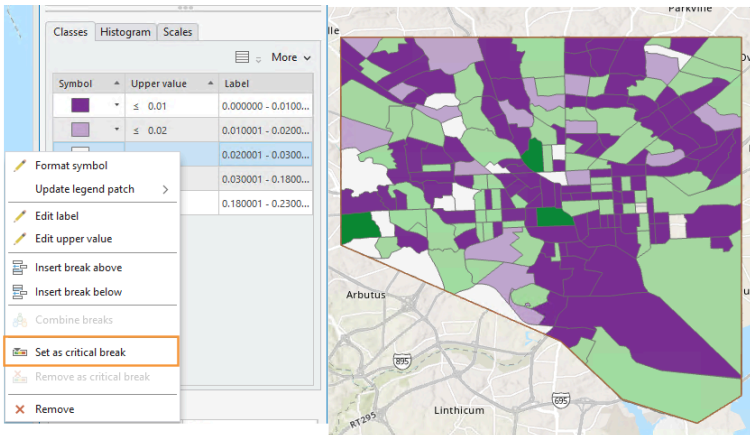 Classes Histogram Scales
More
Symbol Upper value Label
≤ 0.01 0.000000 - 0.0100...
≤ 0.02 0.010001 - 0.0200...
0.020001 - 0.0300...
0.030001 - 0.1800...
0.180001 - 0.2300...
Format symbol
Update legend patch
Edit label
Edit upper value
Insert break above
Insert break below
Combine breaks
Set as critical break
Remove as critical break
Remove
Parkville
lle
Arbutus
895
695
Linthicum
RT295